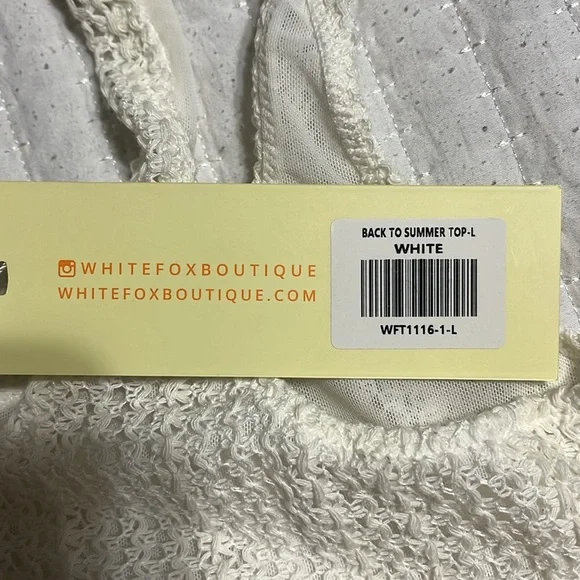 WHITEFOXBOUTIQUE
WHITEFOXBOUTIQUE.COM
BACK TO SUMMER TOP-L
WHITE
WFT1116-1-L